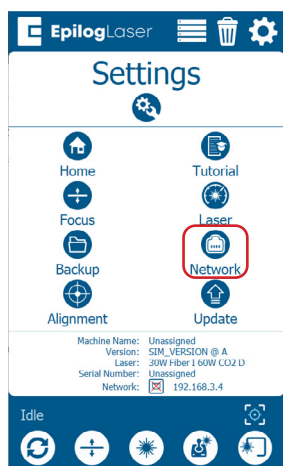 EpilogLaser
Settings
Home Tutorial
Focus Laser
Backup Network
Alignment Update
Machine Name: Unassigned
Version: SIM_VERSION @ A
Laser: 30W Fiber I 60W CO2 D
Serial Number: Unassigned
Network: 192.168.3.4
Idle